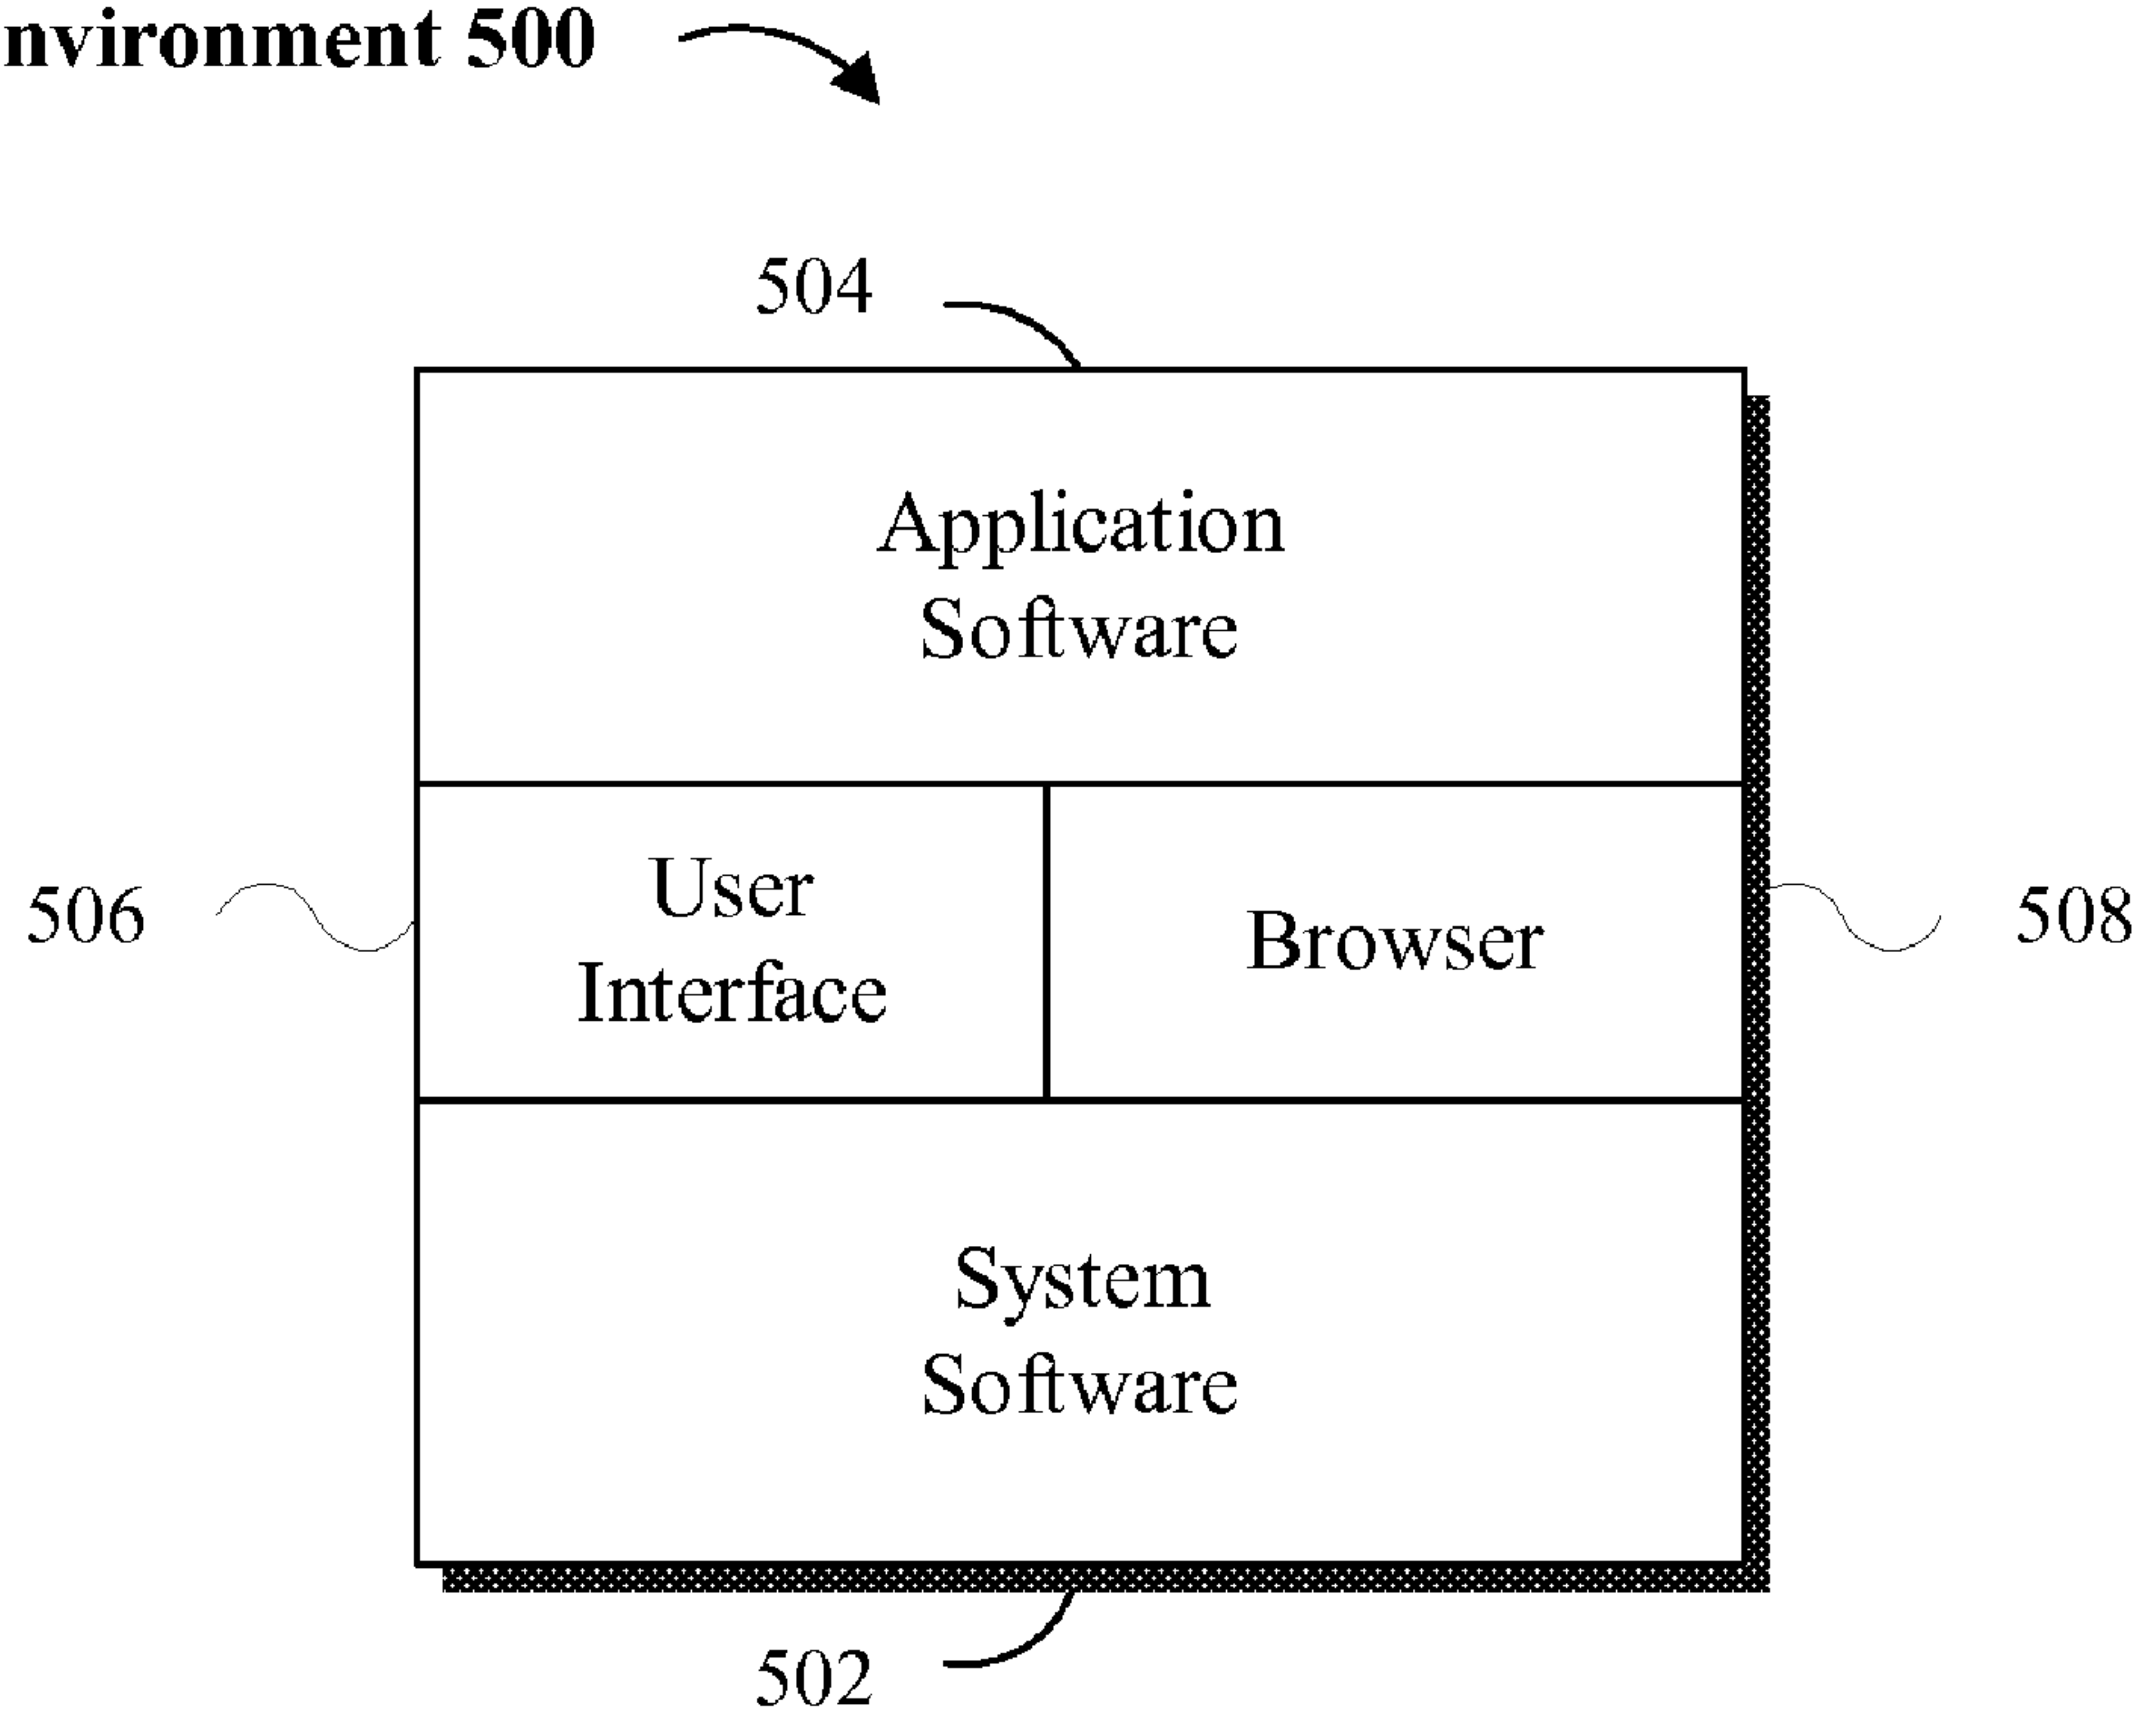 nvironment 500
504
Application
Software
506
User
Interface
Browser
508
System
Software
502